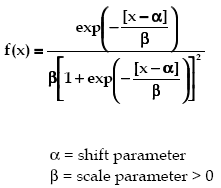 f(x) = exp(-[x-α]/β) / β[1+exp(-[x-α]/β)]²
α = shift parameter
β = scale parameter > 0